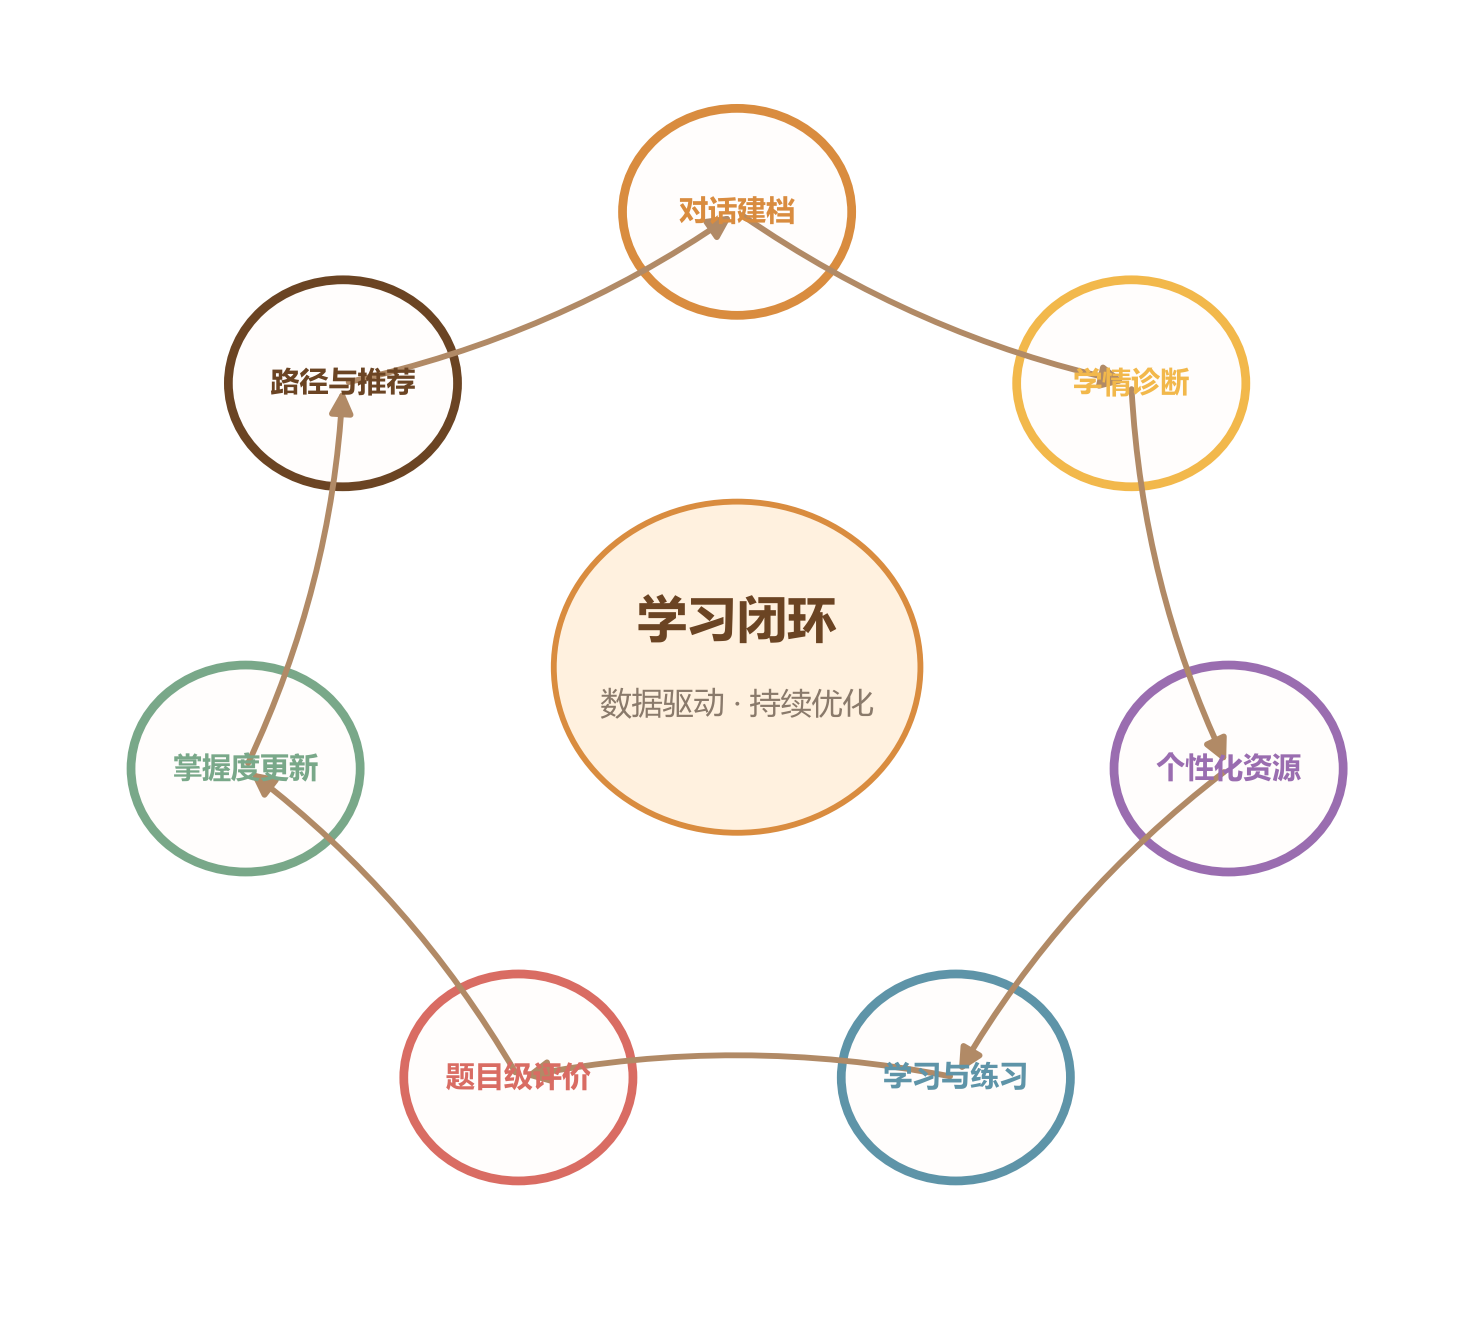 对话建档
学情诊断
个性化资源
学习与练习
题目级评价
掌握度更新
路径与推荐
学习闭环
数据驱动 · 持续优化